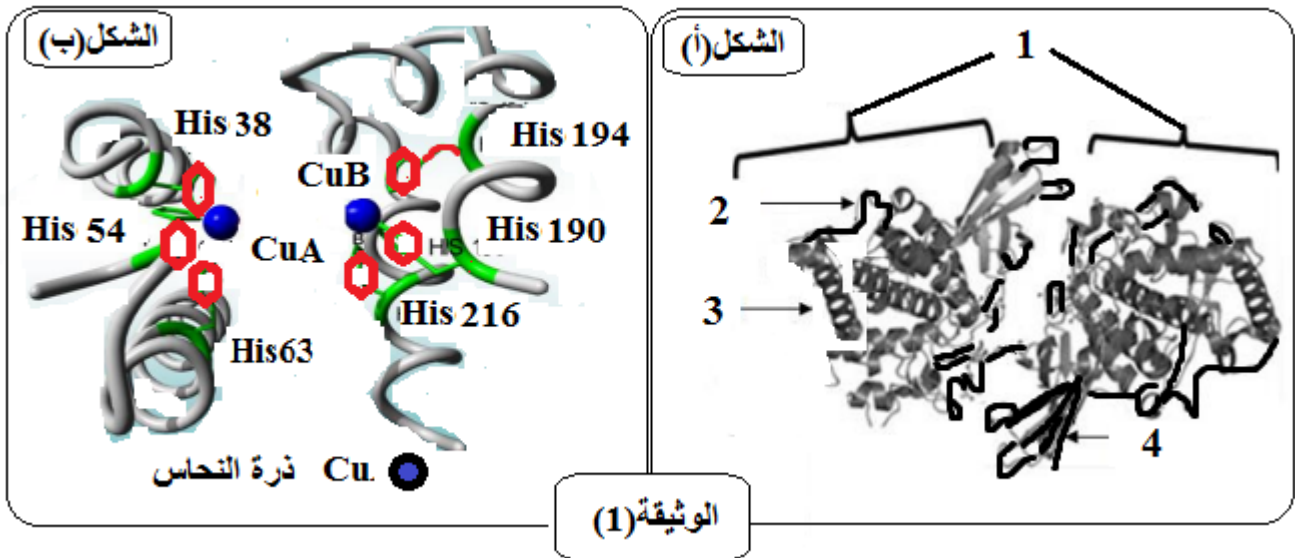 الشكل(أ)
1
2
3
4
الشكل(ب)
His 38
His 194
CuB
His 54
CuA
His 190
HIS
His 216
His63
ذرة النحاس Cu.
الوثيقة(1)